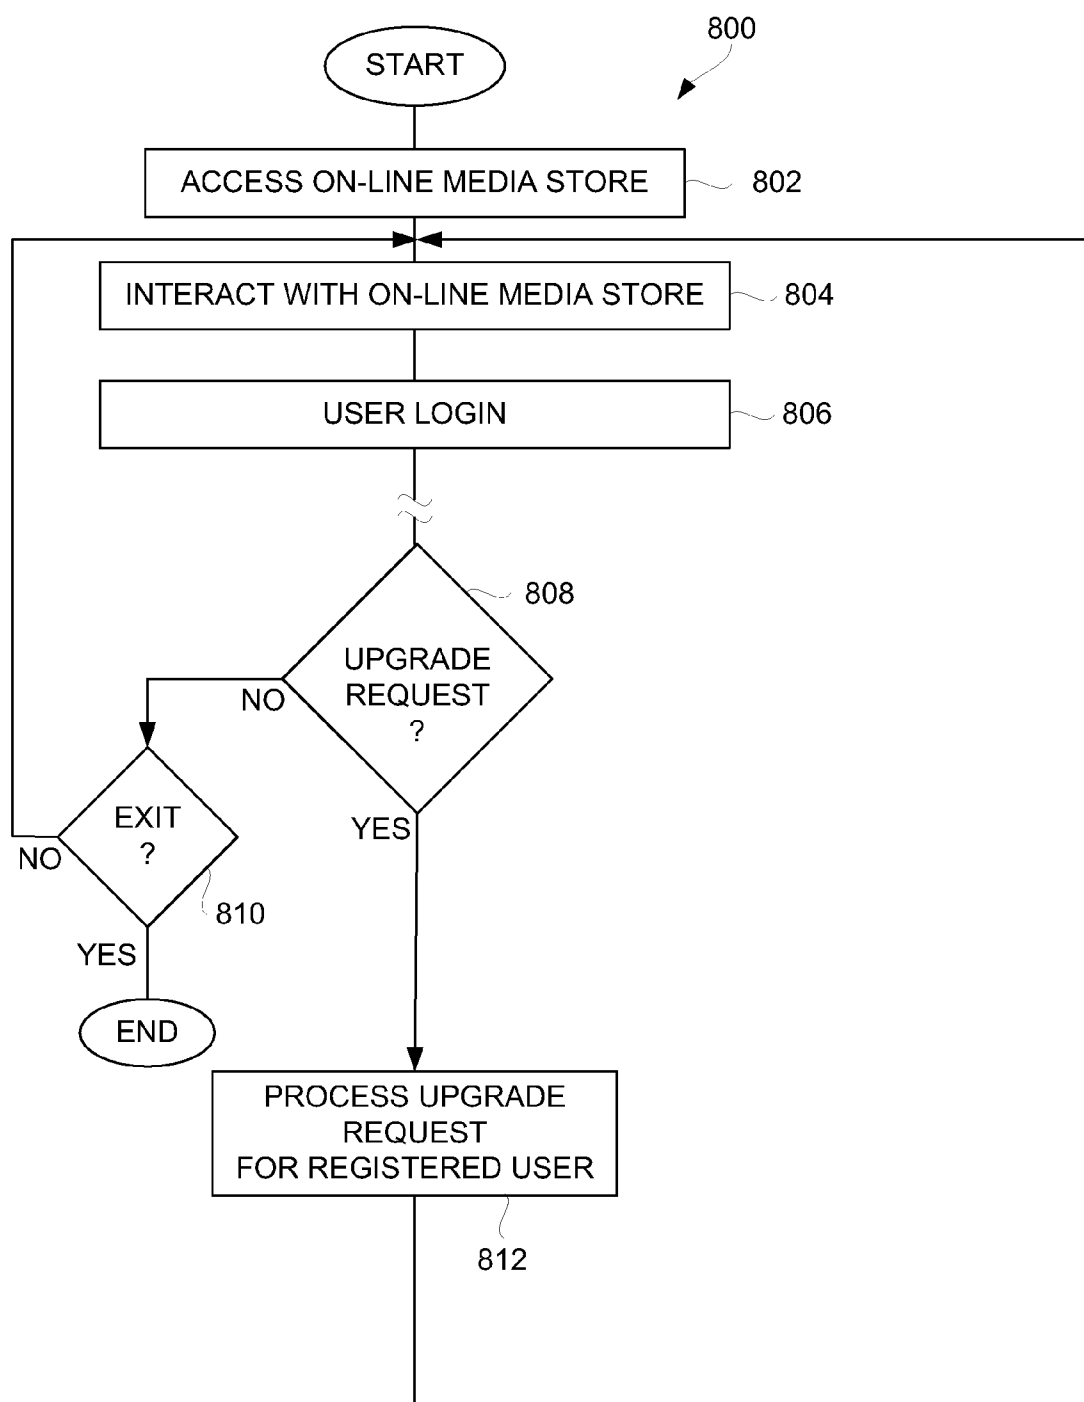 START
800
ACCESS ON-LINE MEDIA STORE
802
INTERACT WITH ON-LINE MEDIA STORE
804
USER LOGIN
806
808
UPGRADE
REQUEST
?
NO
YES
EXIT
?
NO
810
YES
END
PROCESS UPGRADE
REQUEST
FOR REGISTERED USER
812